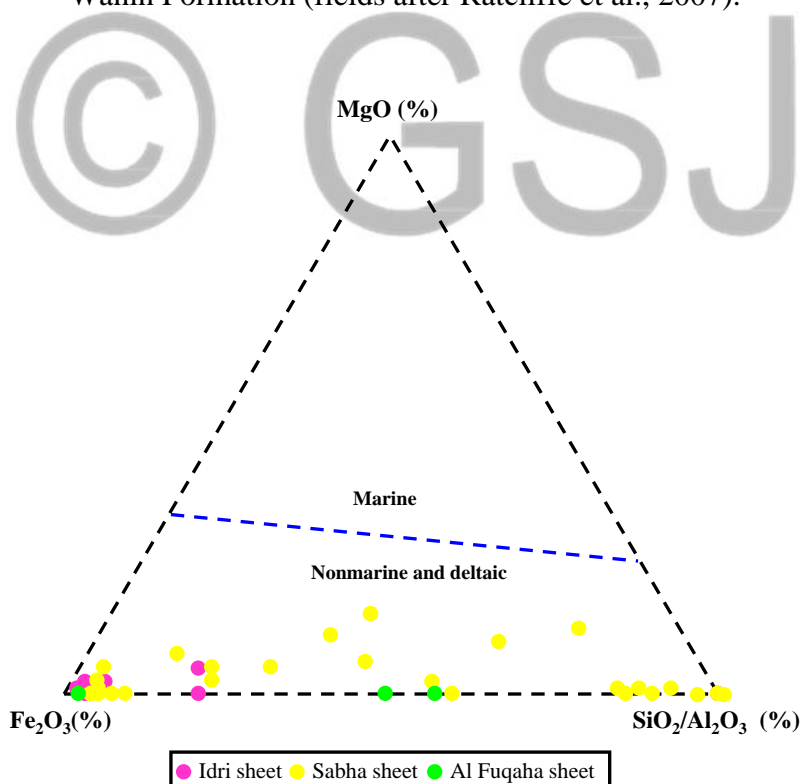 Wanin Formation (fields after Ratcliffe et al., 2007).
© GSJ
MgO (%)
Marine
Nonmarine and deltaic
Fe₂O₃(%)
SiO₂/Al₂O₃ (%)
Idri sheet Sabha sheet Al Fuqaha sheet